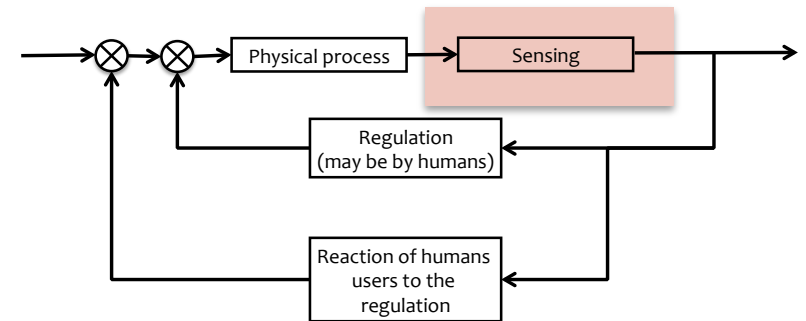 Physical process
Sensing
Regulation
(may be by humans)
Reaction of humans
users to the
regulation